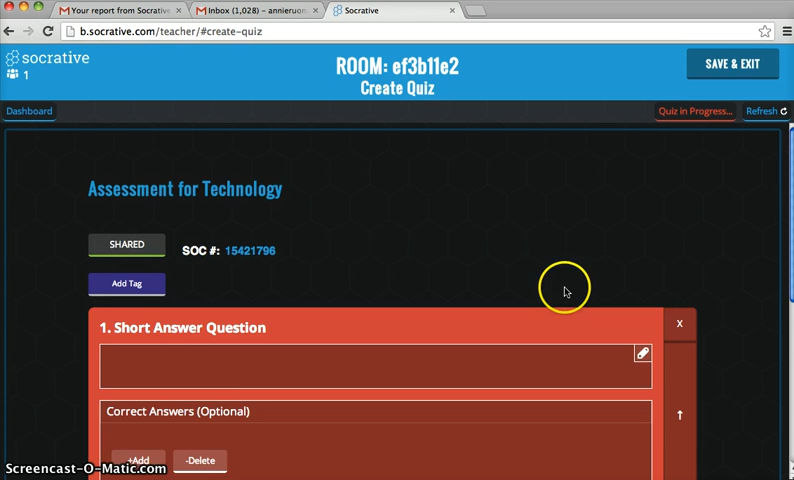 Your report from Socrative
Inbox (1,028) - annieruon
Socrative
b.socrative.com/teacher/#create-quiz
socrative
1
ROOM: ef3b11e2
Create Quiz
SAVE & EXIT
Dashboard
Quiz in Progress...
Refresh
Assessment for Technology
SHARED
SOC #: 15421796
Add Tag
1. Short Answer Question
X
Correct Answers (Optional)
+Add
-Delete
Screencast-O-Matic.com